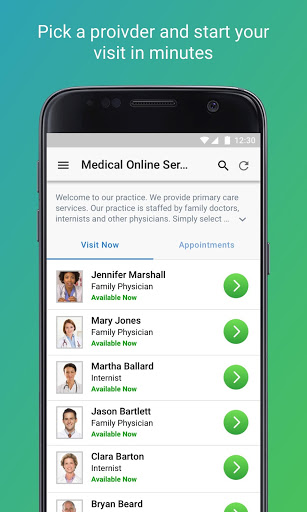 Pick a proivder and start your
visit in minutes
12:30
Medical Online Ser...
Welcome to our practice. We provide primary care
services. Our practice is staffed by family doctors,
internists and other physicians. Simply select ...
Visit Now
Appointments
Jennifer Marshall
Family Physician
Available Now
Mary Jones
Family Physician
Available Now
Martha Ballard
Internist
Available Now
Jason Bartlett
Family Physician
Available Now
Clara Barton
Internist
Available Now
Bryan Beard